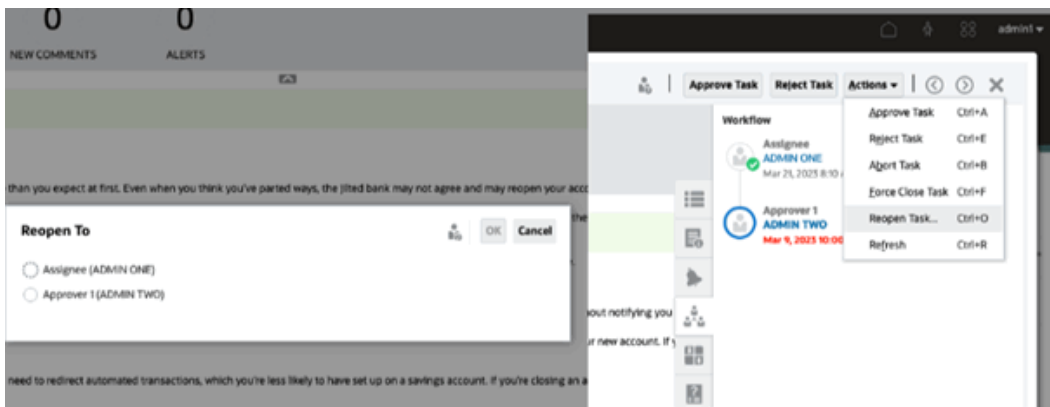 0 0
NEW COMMENTS ALERTS
than you expect at first. Even when you think you've parted ways, the jilted bank may not agree and may reopen your acc
the
Reopen To OK Cancel
Assignee (ADMIN ONE)
Approver 1 (ADMIN TWO)
out notifying you
r new account. If y
need to redirect automated transactions, which you're less likely to have set up on a savings account. If you're closing an a
admin1
Approve Task Reject Task Actions
Workflow
Assignee
ADMIN ONE
Mar 21, 2023 8:10
Approver 1
ADMIN TWO
Mar 9, 2023 10:00
Approve Task Ctrl+A
Reject Task Ctrl+E
Abort Task Ctrl+B
Force Close Task Ctrl+F
Reopen Task... Ctrl+O
Refresh Ctrl+R